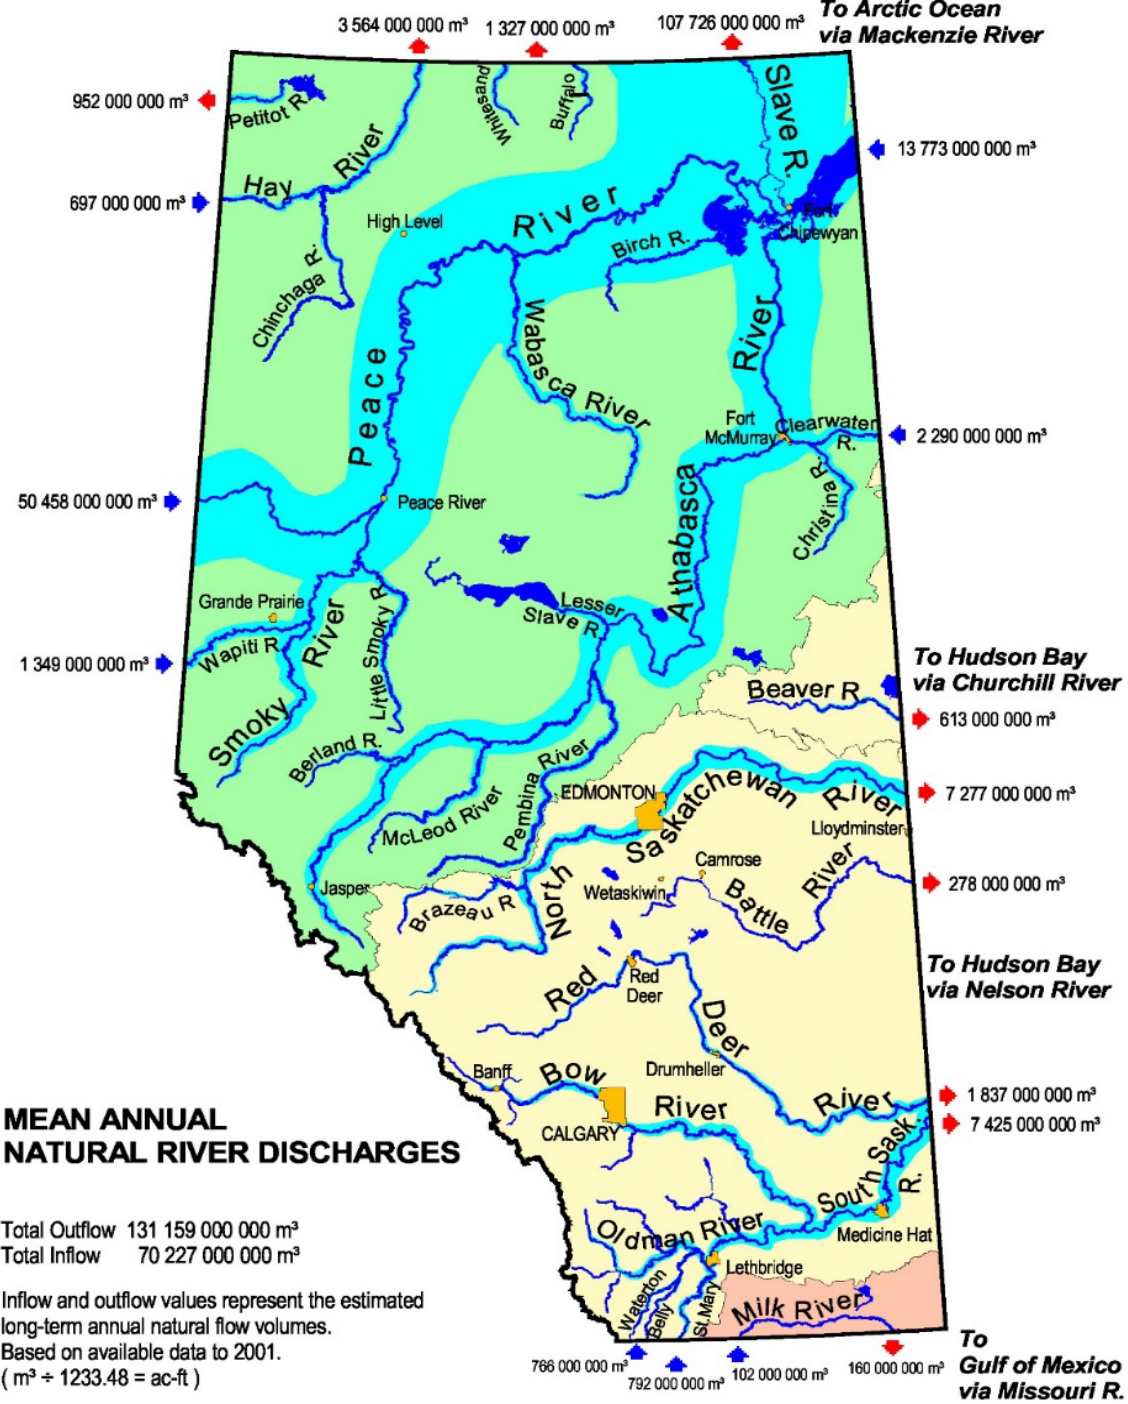 3 564 000 000 m³
1 327 000 000 m³
107 726 000 000 m³
To Arctic Ocean
via Mackenzie River
952 000 000 m³
Petitot R.
Whitesand
Buffalo
Slave R.
Hay River
697 000 000 m³
13 773 000 000 m³
High Level
Peace River
Birch R.
Fort
Chipewyan
Chinchaga R.
Wabasca River
Athabasca River
Fort
McMurray
Clearwater
R.
2 290 000 000 m³
Christina R.
50 458 000 000 m³
Peace River
Grande Prairie
Wapiti R.
1 349 000 000 m³
Smoky River
Little Smoky R.
Lesser
Slave R.
To Hudson Bay
via Churchill River
Beaver R
613 000 000 m³
Berland R.
McLeod River
Pembina River
EDMONTON
North Saskatchewan River
7 277 000 000 m³
Lloydminster
Jasper
Brazeau R
Camrose
Wetaskiwin
Battle River
278 000 000 m³
To Hudson Bay
via Nelson River
Red Deer River
Red
Deer
Drumheller
Banff
Bow River
CALGARY
1 837 000 000 m³
7 425 000 000 m³
South Sask. R.
Medicine Hat
Oldman River
Lethbridge
Waterton
Belly
St.Mary
Milk River
766 000 000 m³
792 000 000 m³
102 000 000 m³
160 000 000 m³
To
Gulf of Mexico
via Missouri R.
MEAN ANNUAL
NATURAL RIVER DISCHARGES
Total Outflow 131 159 000 000 m³
Total Inflow 70 227 000 000 m³
Inflow and outflow values represent the estimated
long-term annual natural flow volumes.
Based on available data to 2001.
( m³ ÷ 1233.48 = ac-ft )